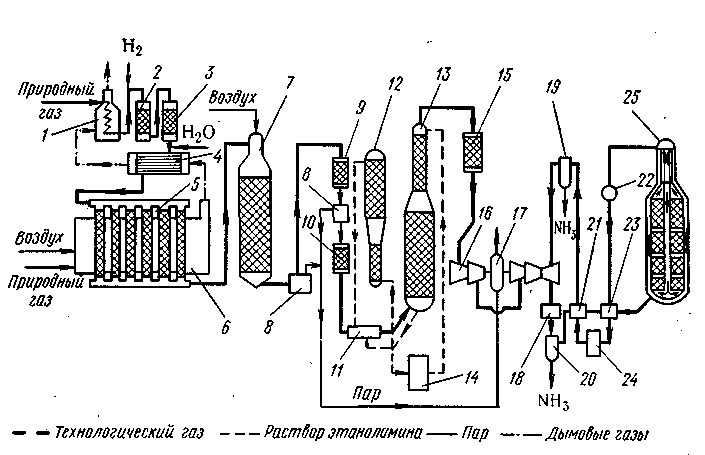 H₂
Природный
газ
1
2
3
H₂O
4
5
Воздух
Природный
газ
6
Воздух
7
8
8
9
10
11
12
13
14
15
Пар
16
17
18
19
NH₃
20
NH₃
21
22
23
24
25
Технологический газ
Раствор этаноламина
Пар
Дымовые газы